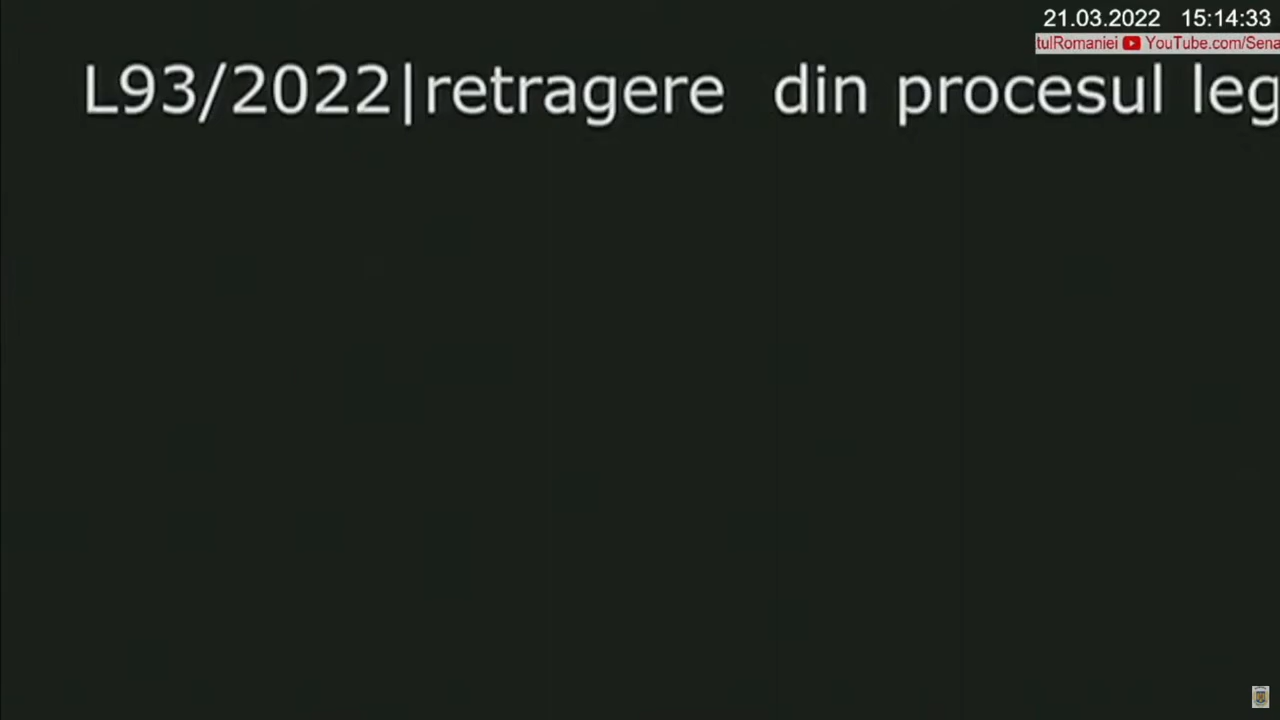 21.03.2022 15:14:33
tulRomaniei YouTube.com/Sena
L93/2022|retragere din procesul leg